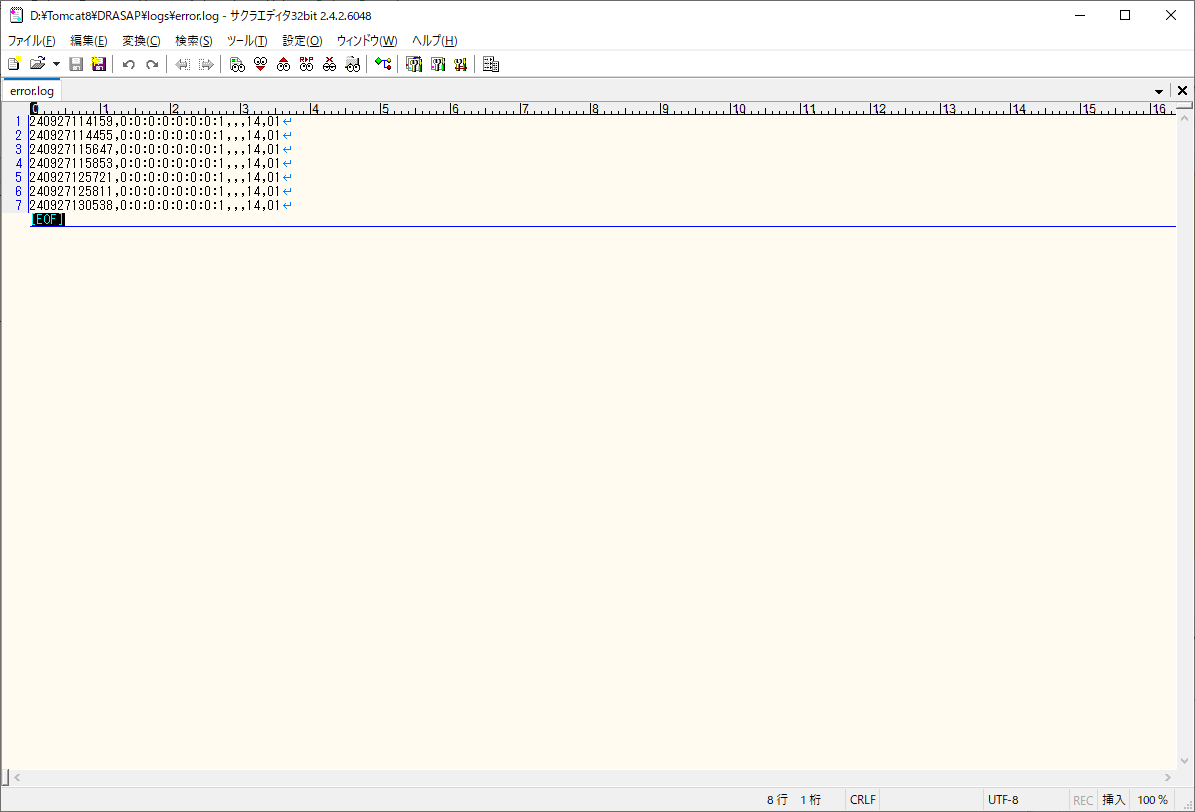 D:¥Tomcat8¥DRASAP¥logs¥error.log - サクラエディタ32bit 2.4.2.6048
ファイル(F) 編集(E) 変換(C) 検索(S) ツール(T) 設定(O) ウィンドウ(W) ヘルプ(H)
error.log
0 1 2 3 4 5 6 7 8 9 10 11 12 13 14 15 16
1 240927114159,0:0:0:0:0:0:0:1,,,14,01
2 240927114455,0:0:0:0:0:0:0:1,,,14,01
3 240927115647,0:0:0:0:0:0:0:1,,,14,01
4 240927115853,0:0:0:0:0:0:0:1,,,14,01
5 240927125721,0:0:0:0:0:0:0:1,,,14,01
6 240927125811,0:0:0:0:0:0:0:1,,,14,01
7 240927130538,0:0:0:0:0:0:0:1,,,14,01
[EOF]
8 行 1 桁 CRLF UTF-8 REC 挿入 100 %